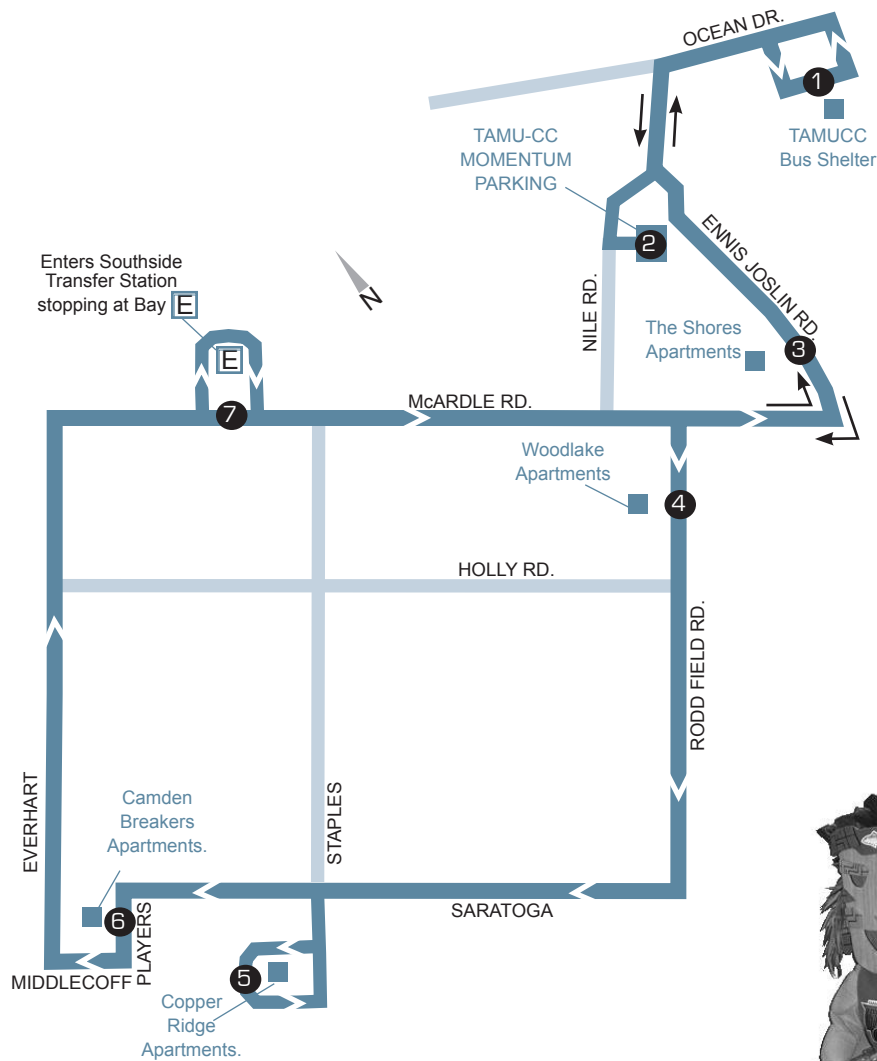 OCEAN DR.
1
TAMUCC
Bus Shelter
TAMU-CC
MOMENTUM
PARKING
2
ENNIS JOSLIN RD.
NILE RD.
Enters Southside
Transfer Station
stopping at Bay E
N
E
The Shores
Apartments
3
7
McARDLE RD.
Woodlake
Apartments
4
HOLLY RD.
RODD FIELD RD.
EVERHART
STAPLES
Camden
Breakers
Apartments.
6
PLAYERS
SARATOGA
MIDDLECOFF
5
Copper
Ridge
Apartments.